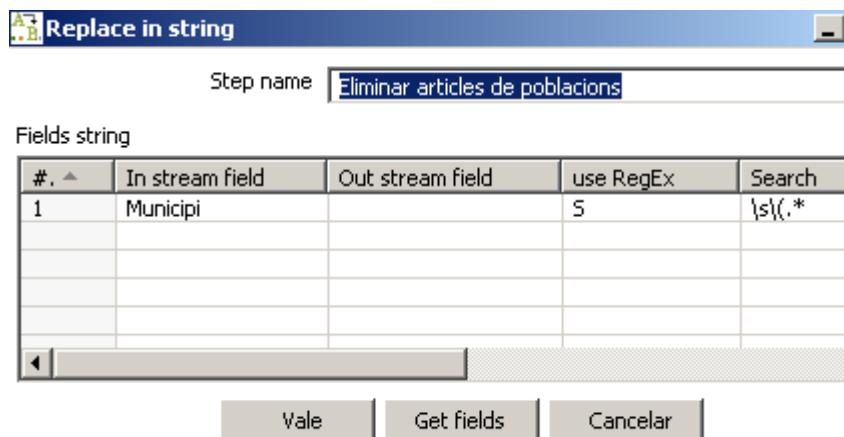 Replace in string
Step name Eliminar articles de poblacions
Fields string
#. In stream field Out stream field use RegEx Search
1 Municipi S \s\(.*
Vale Get fields Cancelar